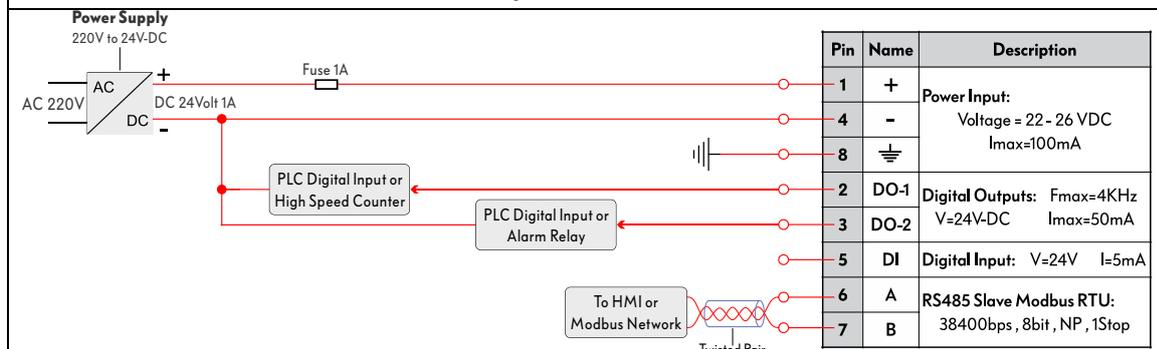 Power Supply
220V to 24V-DC
Fuse 1A
AC
+
AC 220V
DC 24Volt 1A
DC
-
PLC Digital Input or
High Speed Counter
PLC Digital Input or
Alarm Relay
To HMI or
Modbus Network
Twisted Pair
Pin Name Description
1 +
4 -
8
Power Input:
Voltage = 22 - 26 VDC
Imax=100mA
2 DO-1
3 DO-2
Digital Outputs: Fmax=4KHz
V=24V-DC Imax=50mA
5 DI Digital Input: V=24V I=5mA
6 A
7 B
RS485 Slave Modbus RTU:
38400bps , 8bit , NP , 1Stop